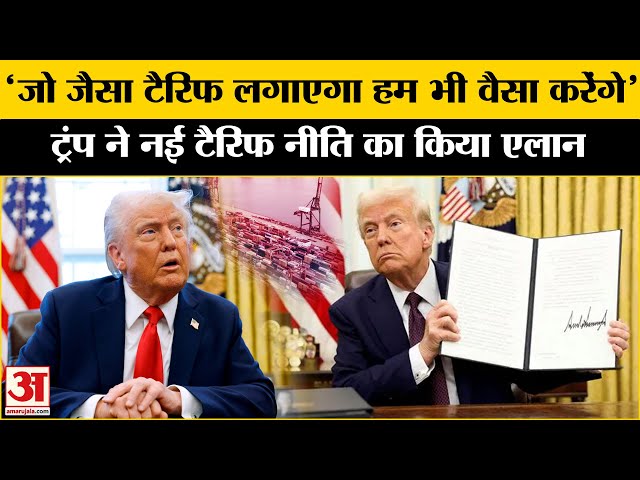 ‘जो जैसा टैरिफ लगाएगा हम भी वैसा करेंगे’
ट्रंप ने नई टैरिफ नीति का किया एलान
अ
amarujala.com